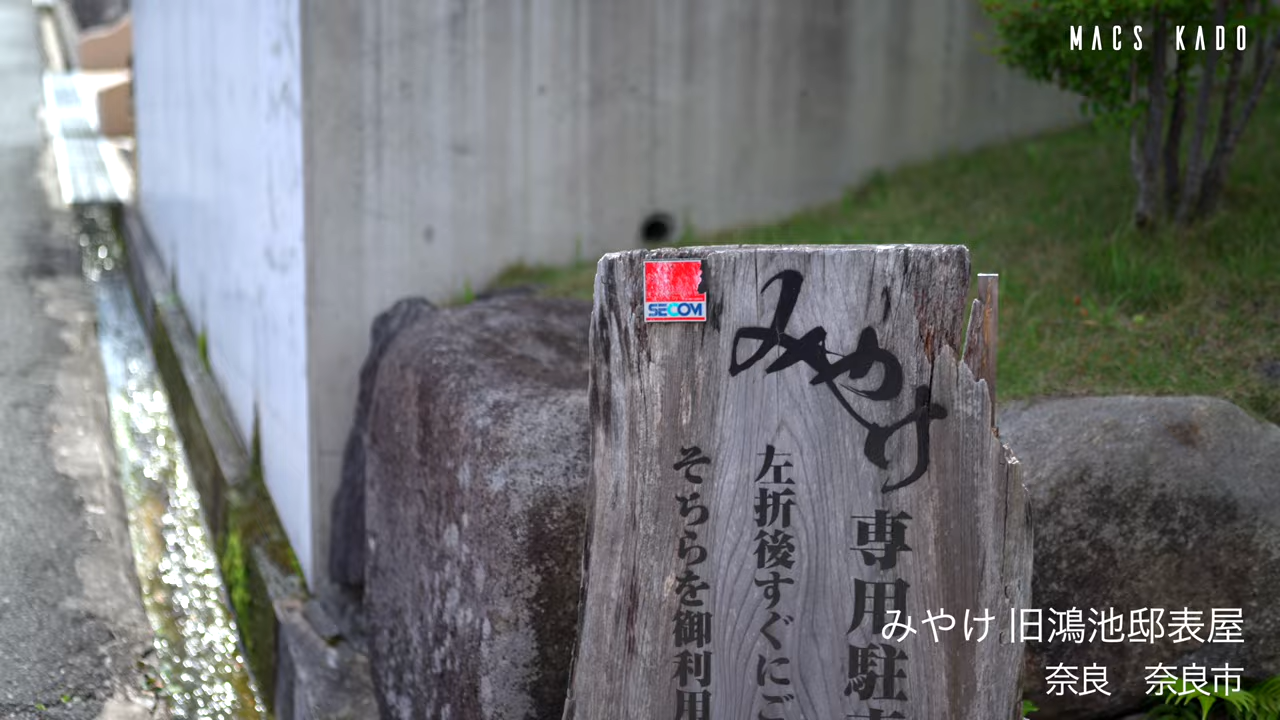 MACS KADO
SECOM
みやけ
専用駐
左折後すぐにご
そちらを御利用
みやけ 旧鴻池邸表屋
奈良　奈良市